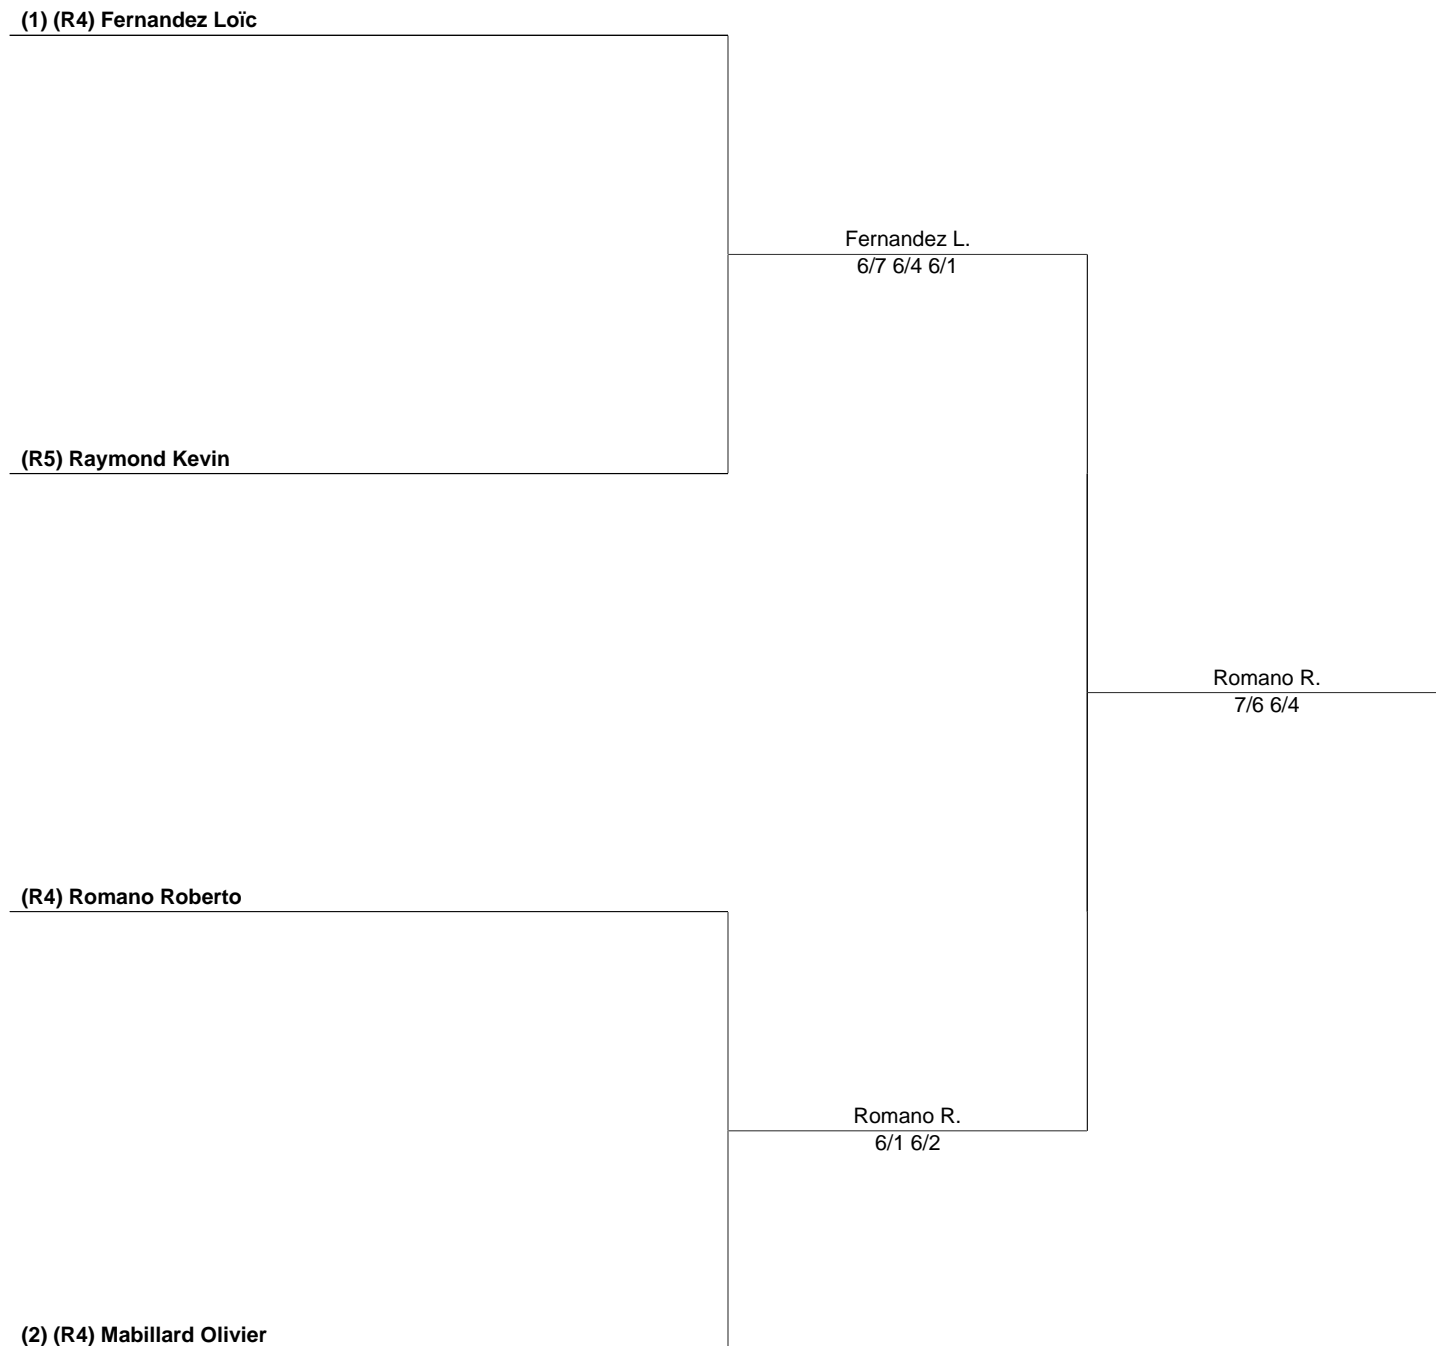 (1) (R4) Fernandez Loïc
Fernandez L.
6/7 6/4 6/1
(R5) Raymond Kevin
Romano R.
7/6 6/4
(R4) Romano Roberto
Romano R.
6/1 6/2
(2) (R4) Mabillard Olivier